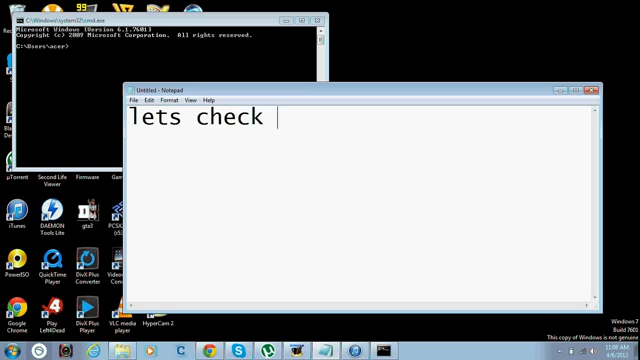 C:\Windows\system32\cmd.exe
Microsoft Windows [Version 6.1.7601]
Copyright (c) 2009 Microsoft Corporation.  All rights reserved.
C:\Users\acer>
Untitled - Notepad
File Edit Format View Help
lets check
µTorrent
Second Life Viewer
Firmware
iTunes
DAEMON Tools Lite
gta3
PowerISO
QuickTime Player
DivX Plus Player
Google Chrome
Play Left4Dead
DivX Plus Player
VLC media player
HyperCam 2
Windows 7
Build 7601
This copy of Windows is not genuine
11:08 AM